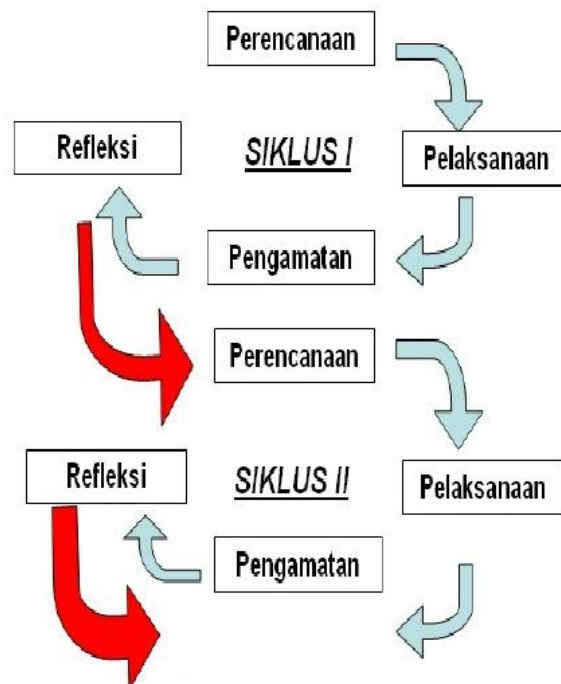 Perencanaan
Refleksi
SIKLUS I
Pelaksanaan
Pengamatan
Perencanaan
Refleksi
SIKLUS II
Pelaksanaan
Pengamatan